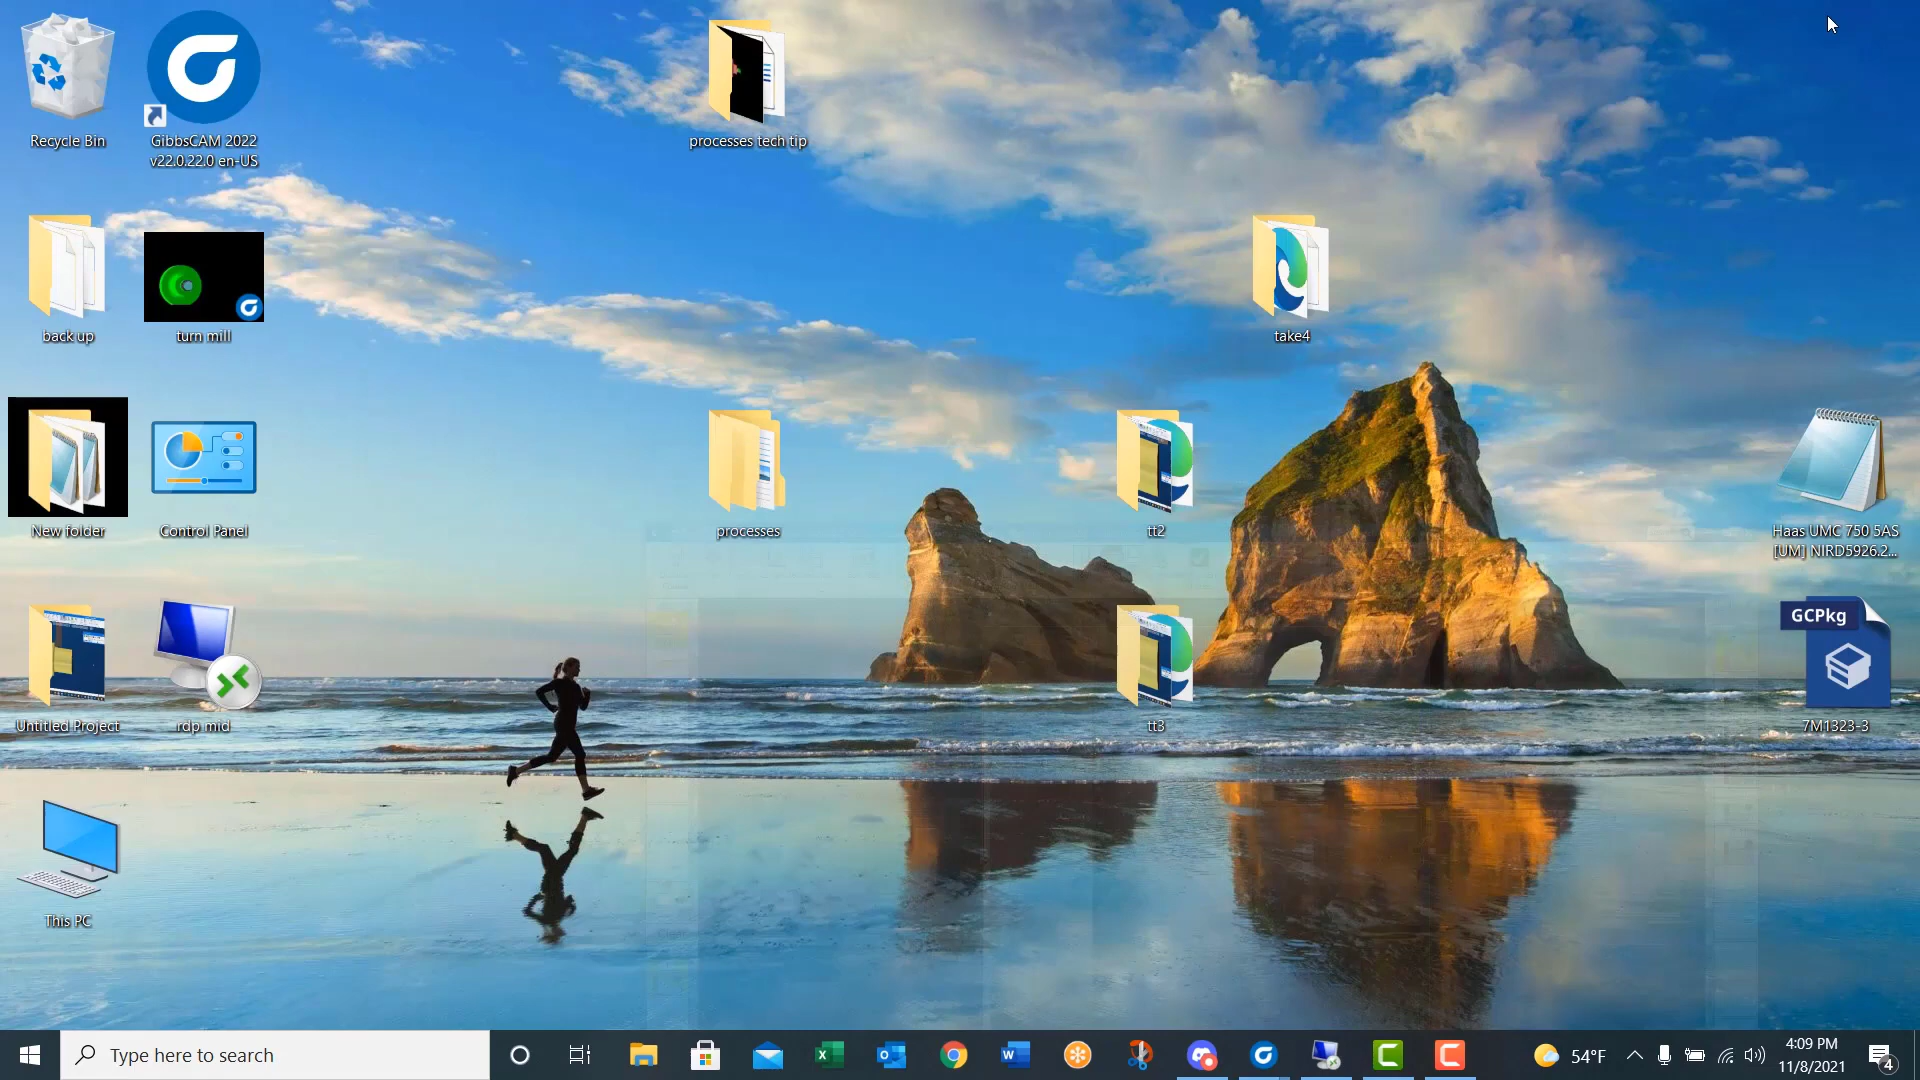 Recycle Bin
GibbsCAM 2022
v22.0.22.0 en-US
processes tech tip
back up
turn mill
take4
New folder
Control Panel
processes
tt2
Haas UMC 750 5AS
[UM] NIRD5926.2...
Untitled Project
rdp mid
tt3
GCPkg
7M1323-3
This PC
Type here to search
54°F
4:09 PM
11/8/2021
4